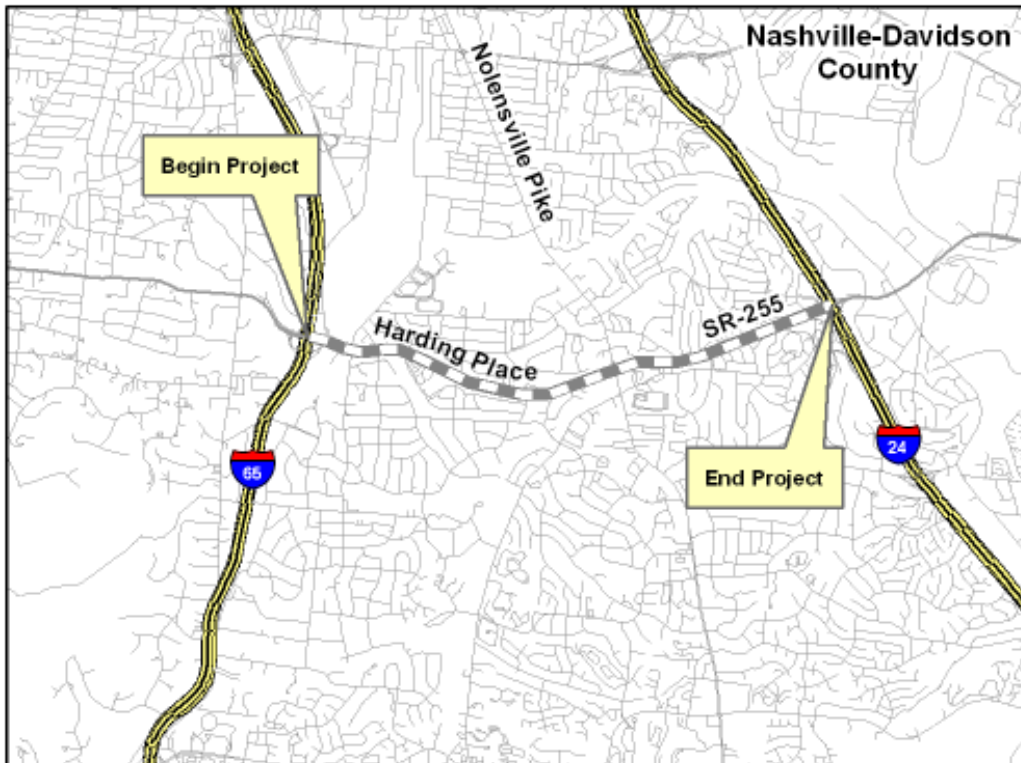 Nashville-Davidson
County
Nolensville Pike
Begin Project
Harding Place
SR-255
65
24
End Project